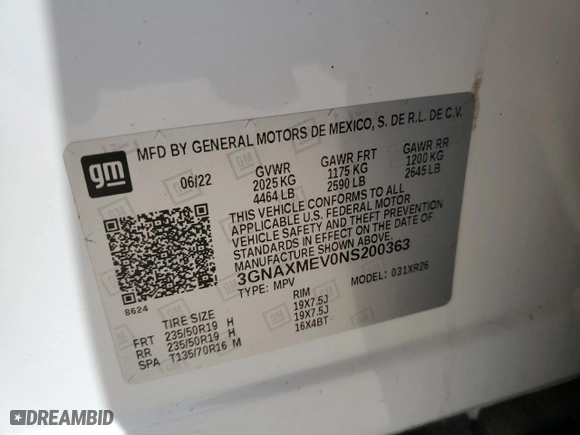 gm
MFD BY GENERAL MOTORS DE MEXICO, S. DE R.L. DE C.V.
06/22 GVWR GAWR FRT GAWR RR
2025 KG 1175 KG 1200 KG
4464 LB 2590 LB 2645 LB
THIS VEHICLE CONFORMS TO ALL
APPLICABLE U.S. FEDERAL MOTOR
VEHICLE SAFETY AND THEFT PREVENTION
STANDARDS IN EFFECT ON THE DATE OF
MANUFACTURE SHOWN ABOVE.
3GNAXMEV0NS200363
TYPE: MPV MODEL: 031XR26
8624
TIRE SIZE RIM
FRT 235/50R19 H 19X7.5J
RR 235/50R19 H 19X7.5J
SPA T135/70R16 M 16X4BT
DREAMBID